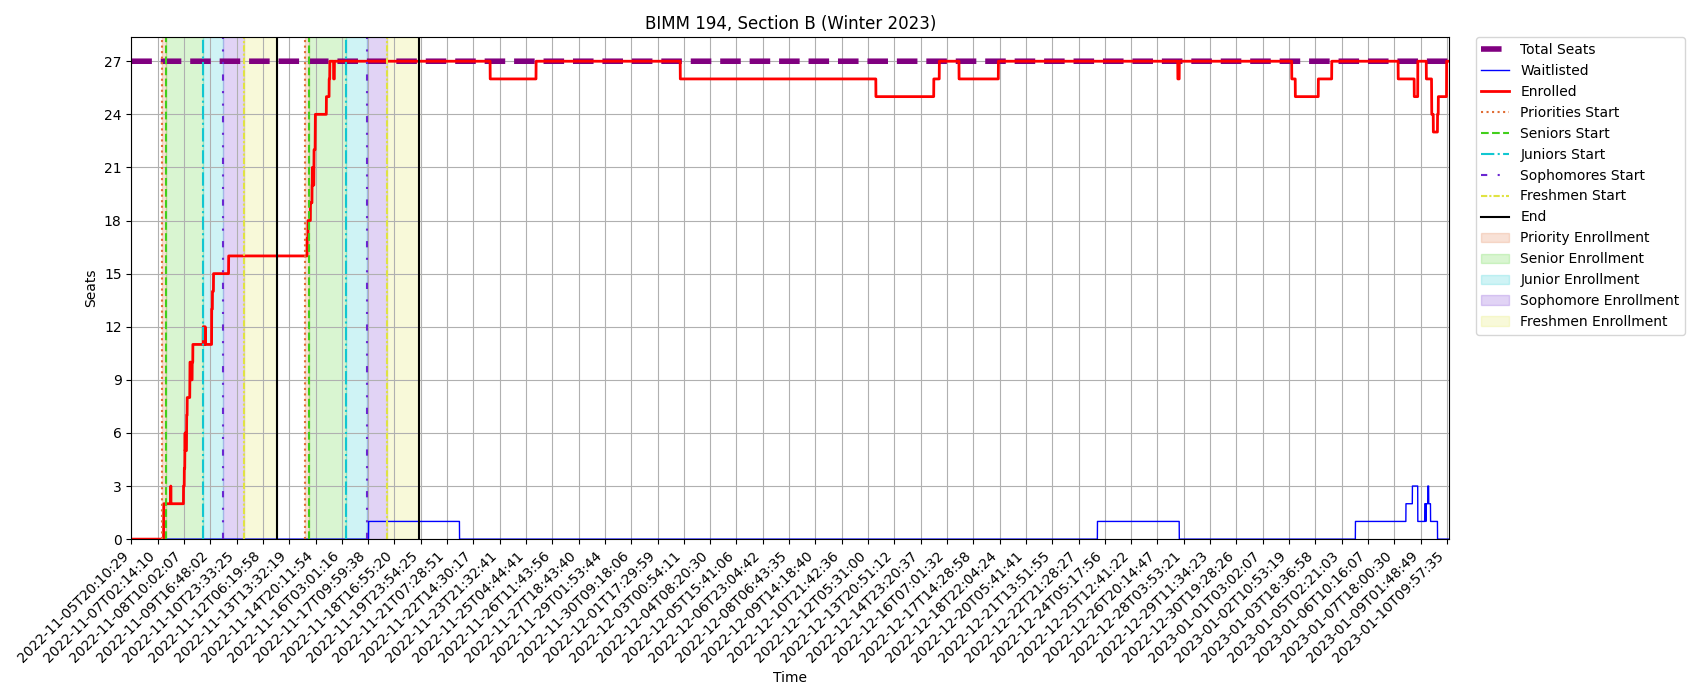 BIMM 194, Section B (Winter 2023)
Seats
27
24
21
18
15
12
9
6
3
0
2022-11-05T20:10:29
2022-11-07T02:14:10
2022-11-08T10:02:07
2022-11-09T16:48:02
2022-11-10T23:33:25
2022-11-12T06:19:58
2022-11-13T13:32:19
2022-11-14T20:11:54
2022-11-16T03:01:16
2022-11-17T09:59:38
2022-11-18T16:55:20
2022-11-19T23:54:25
2022-11-21T07:28:51
2022-11-22T14:30:17
2022-11-23T21:32:41
2022-11-25T04:44:41
2022-11-26T11:43:56
2022-11-27T18:43:40
2022-11-29T01:53:44
2022-11-30T09:18:06
2022-12-01T17:29:59
2022-12-03T00:54:11
2022-12-04T08:20:30
2022-12-05T15:41:06
2022-12-06T23:04:42
2022-12-08T06:43:35
2022-12-09T14:18:40
2022-12-10T21:42:36
2022-12-12T05:31:00
2022-12-13T20:51:12
2022-12-14T23:20:37
2022-12-16T07:01:32
2022-12-17T14:28:58
2022-12-18T22:04:24
2022-12-20T05:41:41
2022-12-21T13:51:55
2022-12-22T21:28:27
2022-12-24T05:17:56
2022-12-25T12:41:22
2022-12-26T20:14:47
2022-12-28T03:53:21
2022-12-29T11:34:23
2022-12-30T19:28:26
2023-01-01T03:02:07
2023-01-02T10:53:19
2023-01-03T18:36:58
2023-01-05T02:21:03
2023-01-06T10:16:07
2023-01-07T18:00:30
2023-01-09T01:48:49
2023-01-10T09:57:35
Time
Total Seats
Waitlisted
Enrolled
Priorities Start
Seniors Start
Juniors Start
Sophomores Start
Freshmen Start
End
Priority Enrollment
Senior Enrollment
Junior Enrollment
Sophomore Enrollment
Freshmen Enrollment